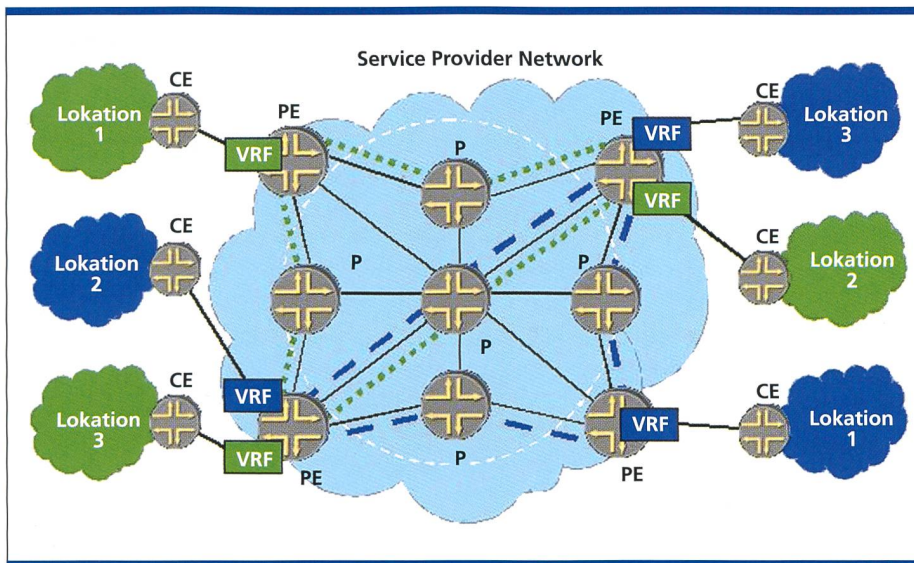 Service Provider Network
CE
Lokation
1
VRF
PE
P
PE
VRF
CE
Lokation
3
VRF
CE
Lokation
2
CE
Lokation
2
P
P
P
VRF
CE
Lokation
3
VRF
PE
P
VRF
PE
CE
Lokation
1